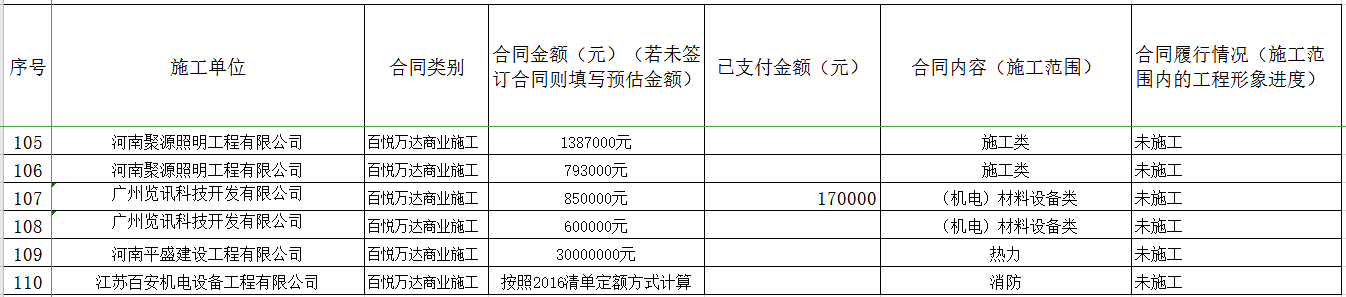 序号 施工单位 合同类别 合同金额（元）（若未签订合同则填写预估金额） 已支付金额（元） 合同内容（施工范围） 合同履行情况（施工范围内的工程形象进度）
105 河南聚源照明工程有限公司 百悦万达商业施工 1387000元 施工类 未施工
106 河南聚源照明工程有限公司 百悦万达商业施工 793000元 施工类 未施工
107 广州览讯科技开发有限公司 百悦万达商业施工 850000元 170000 （机电）材料设备类 未施工
108 广州览讯科技开发有限公司 百悦万达商业施工 600000元 （机电）材料设备类 未施工
109 河南平盛建设工程有限公司 百悦万达商业施工 30000000元 热力 未施工
110 江苏百安机电设备工程有限公司 百悦万达商业施工 按照2016清单定额方式计算 消防 未施工